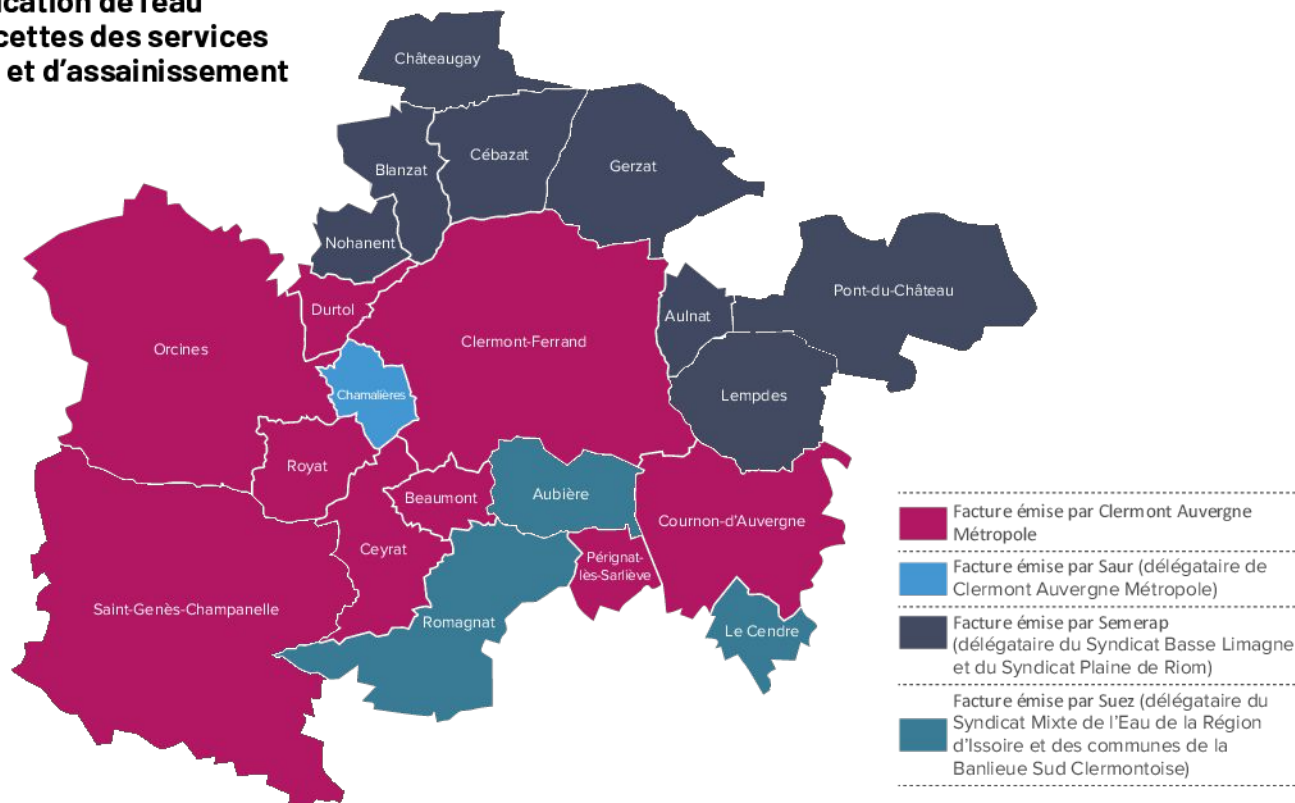 cettes des services
et d'assainissement
Châteaugay
Cébazat
Gerzat
Blanzat
Nohanent
Pont-du-Château
Durtol
Aulnat
Clermont-Ferrand
Orcines
Chamalières
Lempdes
Royat
Beaumont
Aubière
Cournon-d'Auvergne
Ceyrat
Pérignat-
lès-Sarliève
Saint-Genès-Champanelle
Romagnat
Le Cendre
Facture émise par Clermont Auvergne
Métropole
Facture émise par Saur (délégataire de
Clermont Auvergne Métropole)
Facture émise par Semerap
(délégataire du Syndicat Basse Limagne
et du Syndicat Plaine de Riom)
Facture émise par Suez (délégataire du
Syndicat Mixte de l'Eau de la Région
d'Issoire et des communes de la
Banlieue Sud Clermontoise)